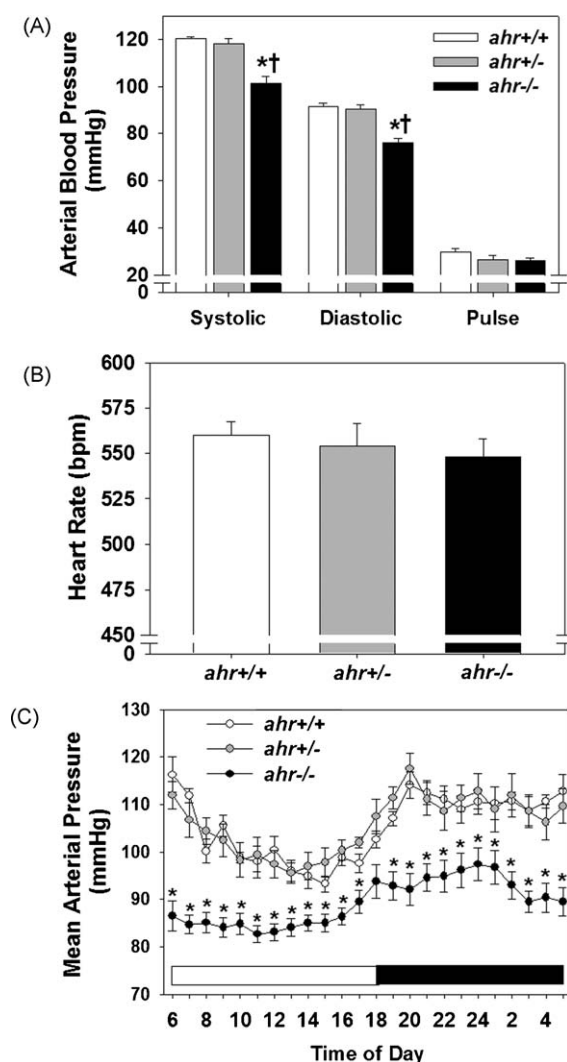 (A)
Arterial Blood Pressure
(mmHg)
120
100
80
60
40
20
0
ahr+/+
ahr+/-
ahr-/-
*†
*†
Systolic Diastolic Pulse
(B)
Heart Rate (bpm)
600
575
550
525
500
475
450
0
ahr+/+ ahr+/- ahr-/-
(C)
Mean Arterial Pressure
(mmHg)
130
120
110
100
90
80
70
ahr+/+
ahr+/-
ahr-/-
* * * * * * * * * * * * * * * * * * * * * * *
6 8 10 12 14 16 18 20 22 24 2 4
Time of Day